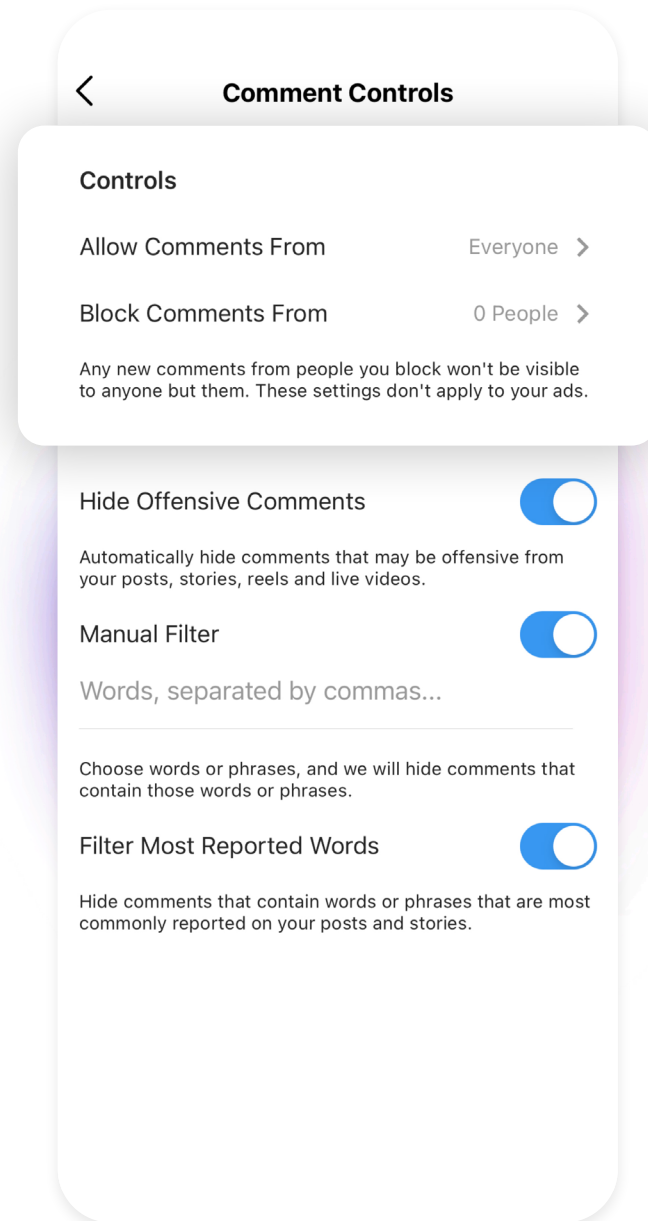 Comment Controls
Controls
Allow Comments From Everyone
Block Comments From 0 People
Any new comments from people you block won't be visible
to anyone but them. These settings don't apply to your ads.
Hide Offensive Comments
Automatically hide comments that may be offensive from
your posts, stories, reels and live videos.
Manual Filter
Words, separated by commas...
Choose words or phrases, and we will hide comments that
contain those words or phrases.
Filter Most Reported Words
Hide comments that contain words or phrases that are most
commonly reported on your posts and stories.